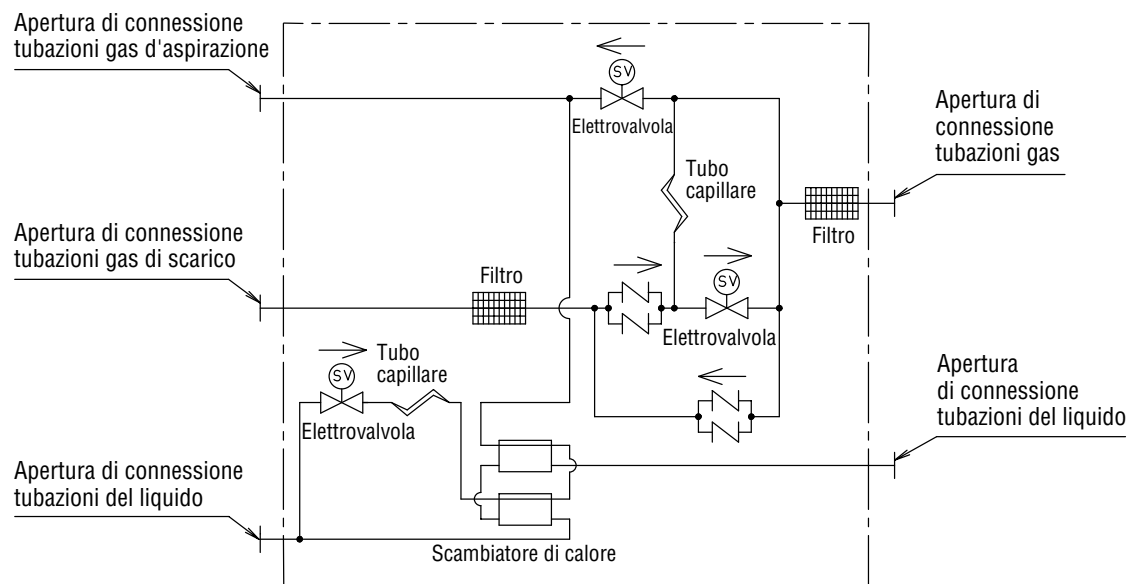 Apertura di connessione
tubazioni gas d'aspirazione
SV
Elettrovalvola
Apertura di
connessione
tubazioni gas
Tubo
capillare
Filtro
Apertura di connessione
tubazioni gas di scarico
Filtro
SV
Elettrovalvola
Tubo
capillare
SV
Elettrovalvola
Apertura
di connessione
tubazioni del liquido
Apertura di connessione
tubazioni del liquido
Scambiatore di calore